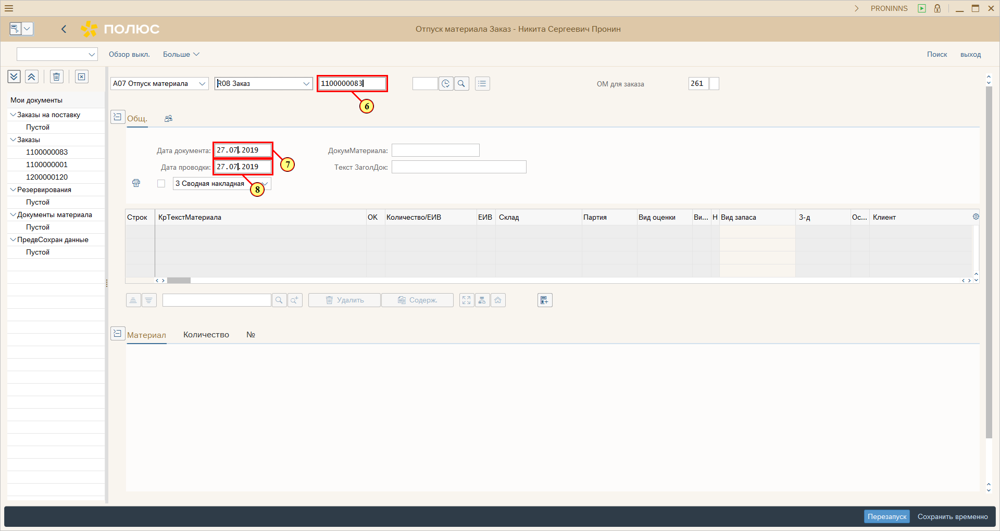 PRONINNS
ПОЛЮС
Отпуск материала Заказ - Никита Сергеевич Пронин
Обзор выкл. Больше Поиск выход
A07 Отпуск материала R08 Заказ 1100000083 ОМ для заказа 261
6
Мои документы
Заказы на поставку
Пустой
Заказы
1100000083
1100000001
1200000120
Резервирования
Пустой
Документы материала
Пустой
ПредвСохран данные
Пустой
Общ.
Дата документа: 27.07.2019 ДокумМатериала:
7
Дата проводки: 27.07.2019 Текст ЗаголДок:
3 Сводная накладная
8
Строк КрТекстМатериала OK Количество/ЕИВ ЕИВ Склад Партия Вид оценки Ви... Н Вид запаса З-д Ос... Клиент
Удалить Содерж.
Материал Количество №
Перезапуск Сохранить временно